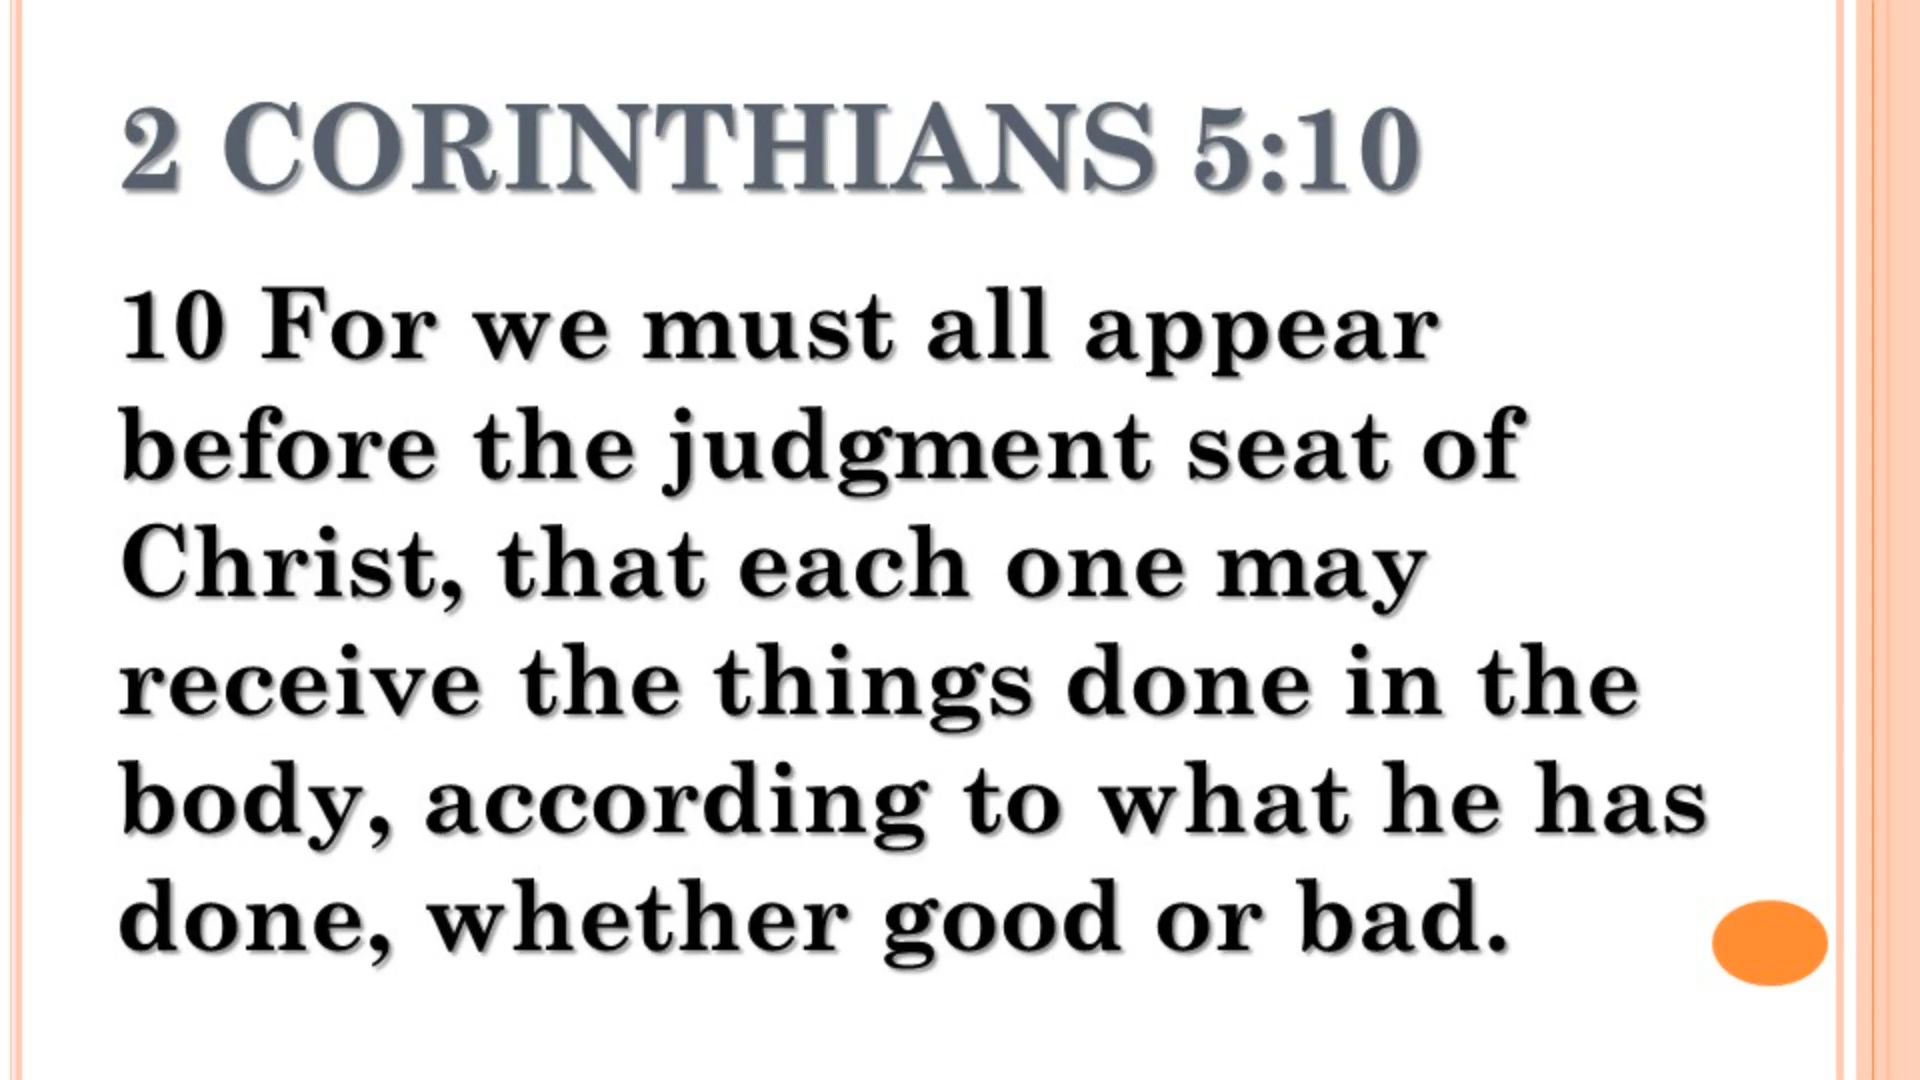 2 CORINTHIANS 5:10
10 For we must all appear
before the judgment seat of
Christ, that each one may
receive the things done in the
body, according to what he has
done, whether good or bad.